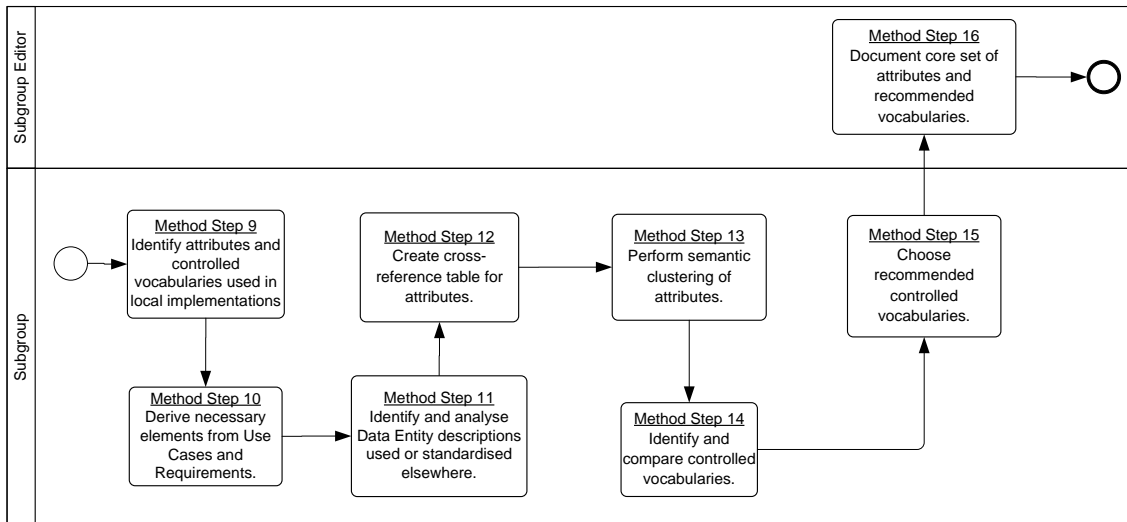 Subgroup Editor
Method Step 16
Document core set of
attributes and
recommended
vocabularies.
Subgroup
Method Step 9
Identify attributes and
controlled
vocabularies used in
local implementations
Method Step 10
Derive necessary
elements from Use
Cases and
Requirements.
Method Step 11
Identify and analyse
Data Entity descriptions
used or standardised
elsewhere.
Method Step 12
Create cross-
reference table for
attributes.
Method Step 13
Perform semantic
clustering of
attributes.
Method Step 14
Identify and
compare controlled
vocabularies.
Method Step 15
Choose
recommended
controlled
vocabularies.